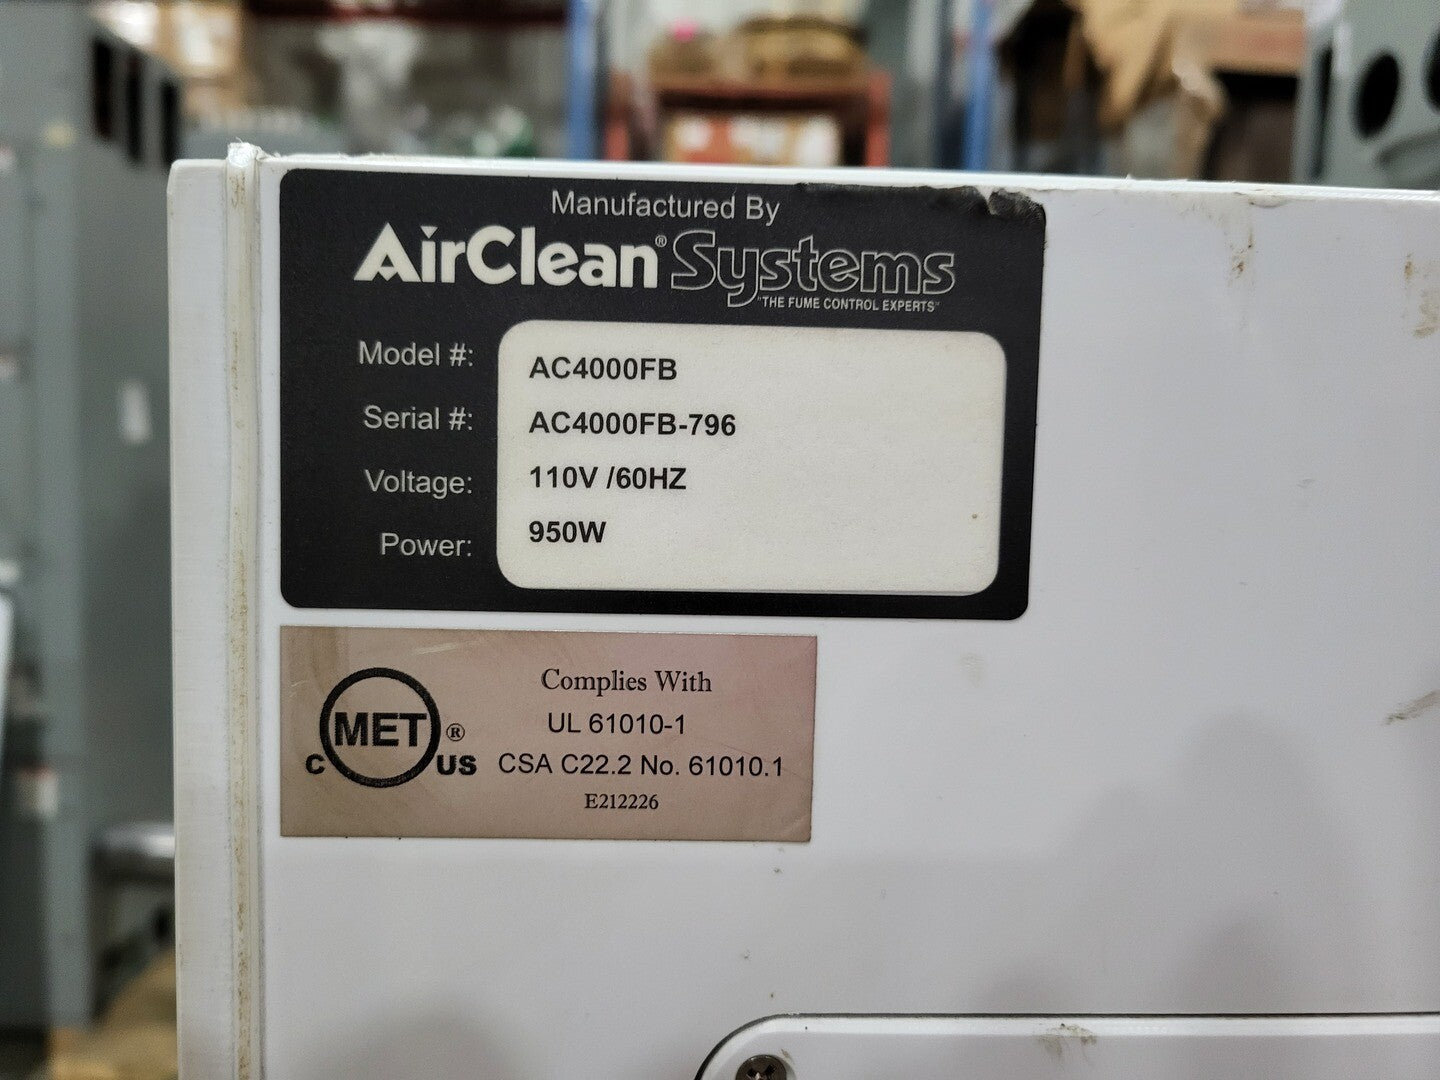 Manufactured By
AirClean® Systems
"THE FUME CONTROL EXPERTS"
Model #: AC4000FB
Serial #: AC4000FB-796
Voltage: 110V /60HZ
Power: 950W
Complies With
UL 61010-1
CSA C22.2 No. 61010.1
E212226
C MET® US